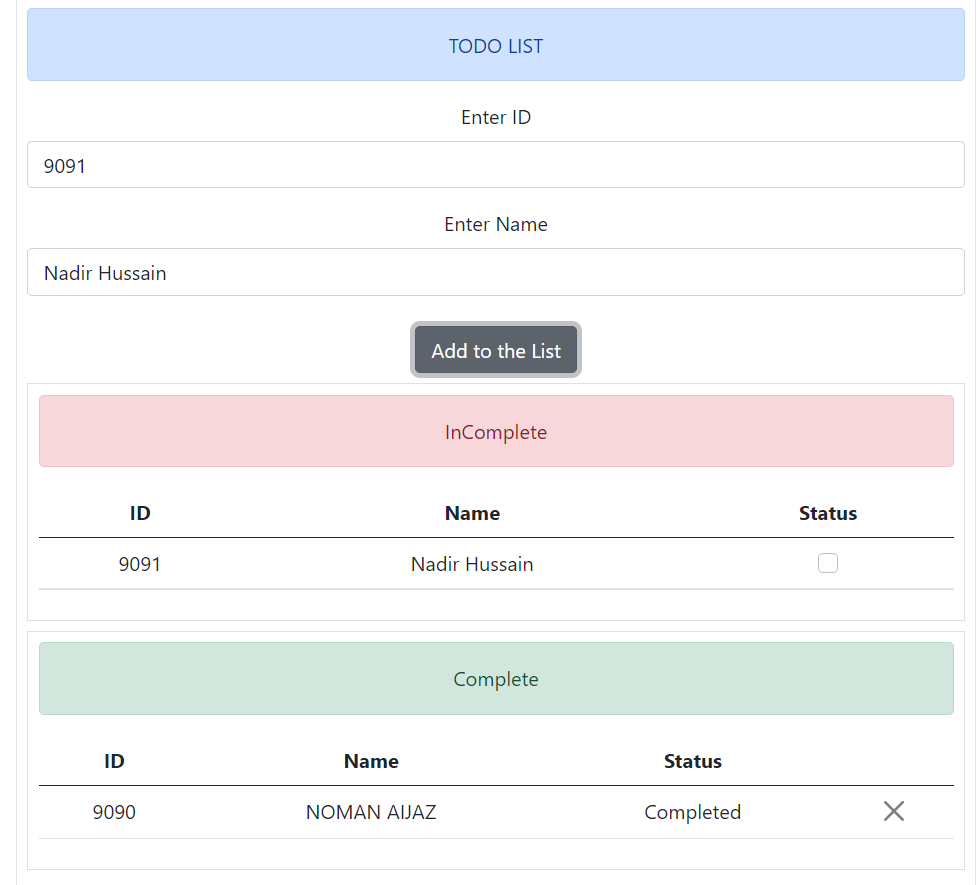 TODO LIST
Enter ID
9091
Enter Name
Nadir Hussain
Add to the List
InComplete
ID Name Status
9091 Nadir Hussain
Complete
ID Name Status
9090 NOMAN AIJAZ Completed